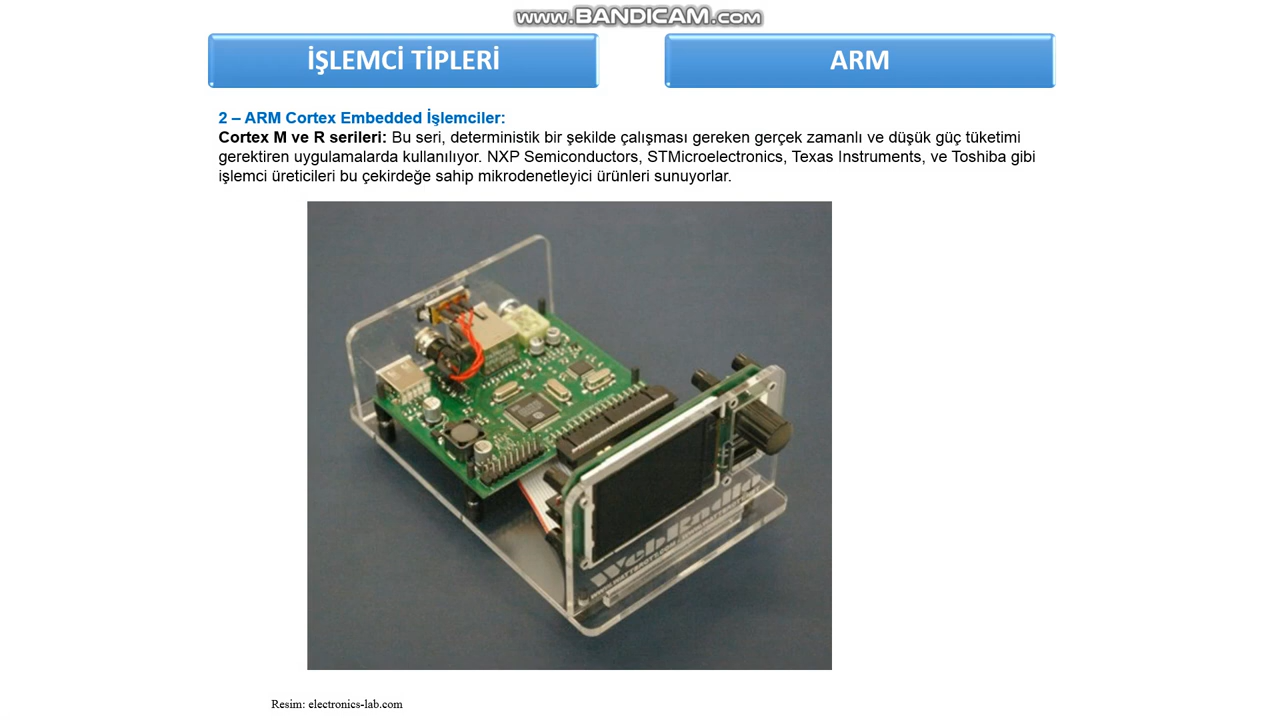 www.BANDICAM.com
İŞLEMCİ TİPLERİ
ARM
2 – ARM Cortex Embedded İşlemciler:
Cortex M ve R serileri: Bu seri, deterministik bir şekilde çalışması gereken gerçek zamanlı ve düşük güç tüketimi
gerektiren uygulamalarda kullanılıyor. NXP Semiconductors, STMicroelectronics, Texas Instruments, ve Toshiba gibi
işlemci üreticileri bu çekirdeğe sahip mikrodenetleyici ürünleri sunuyorlar.
WebRadio
Resim: electronics-lab.com